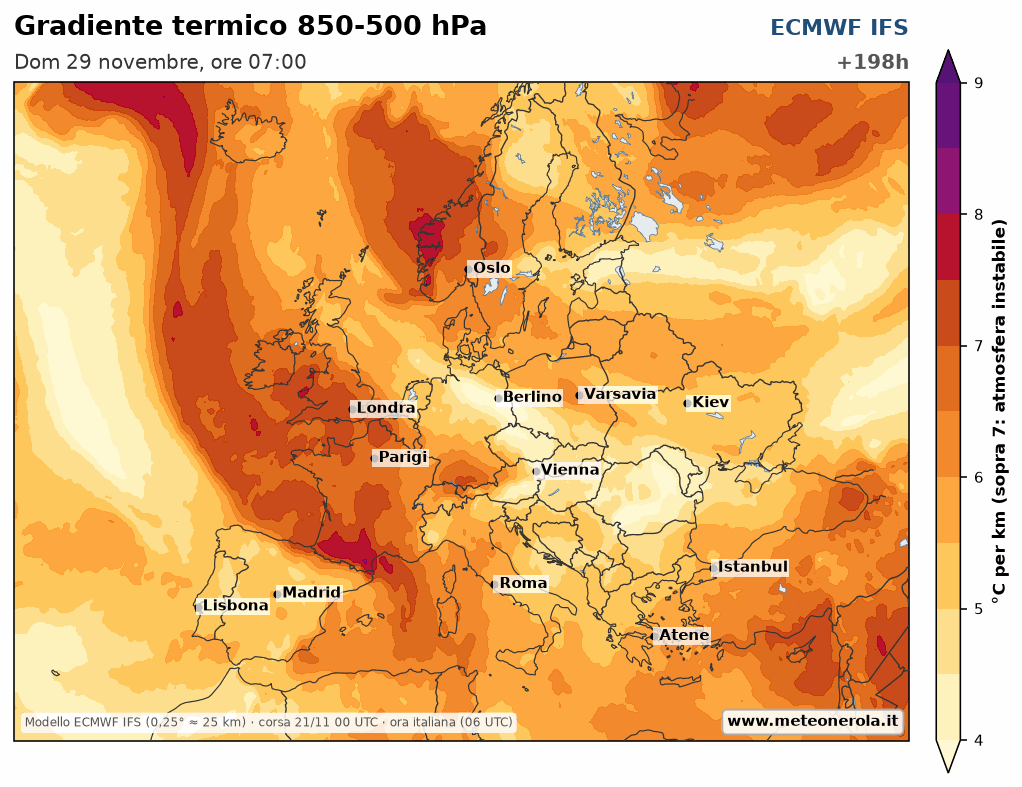 Gradiente termico 850-500 hPa
ECMWF IFS
Dom 29 novembre, ore 07:00
+198h
9
8
7
6
5
4
°C per km (sopra 7: atmosfera instabile)
Oslo
Berlino
Varsavia
Kiev
Londra
Parigi
Vienna
Istanbul
Roma
Madrid
Lisbona
Atene
Modello ECMWF IFS (0,25° ≈ 25 km) · corsa 21/11 00 UTC · ora italiana (06 UTC)
www.meteonerola.it